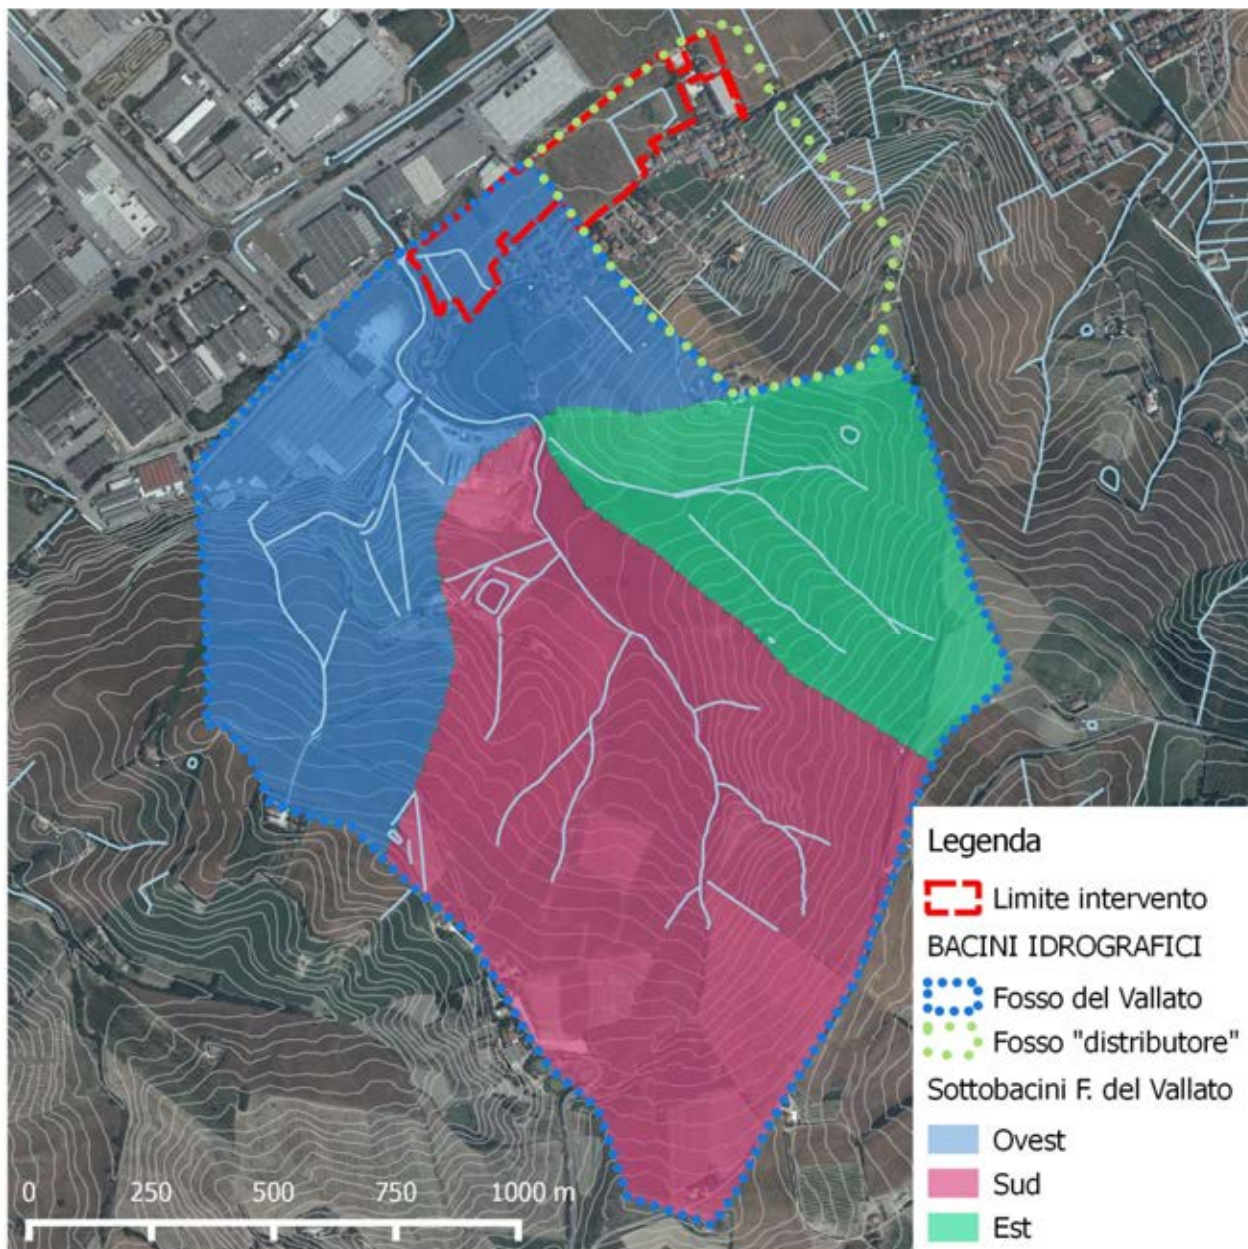 Legenda
Limite intervento
BACINI IDROGRAFICI
Fosso del Vallato
Fosso "distributore"
Sottobacini F. del Vallato
Ovest
Sud
Est
0 250 500 750 1000 m